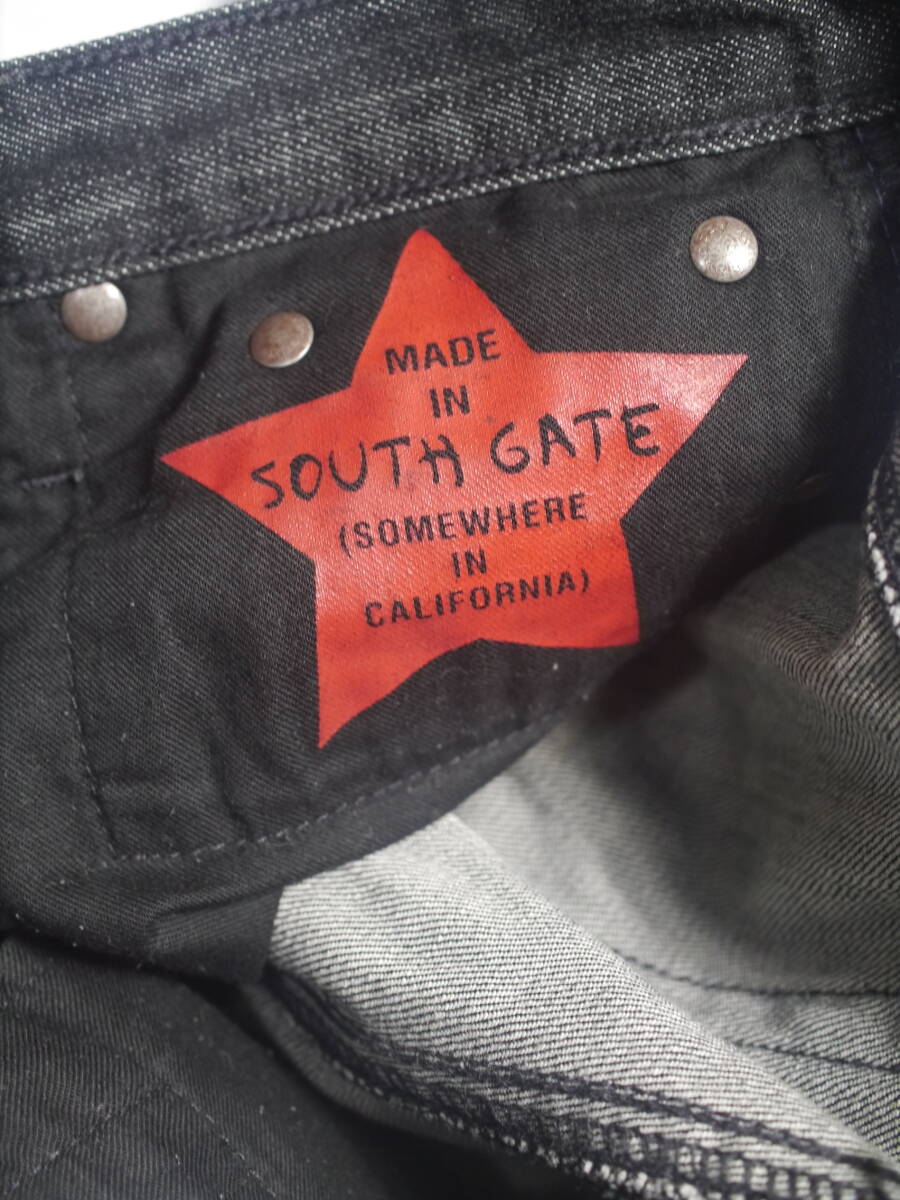 MADE
IN
SOUTH GATE
(SOMEWHERE
IN
CALIFORNIA)